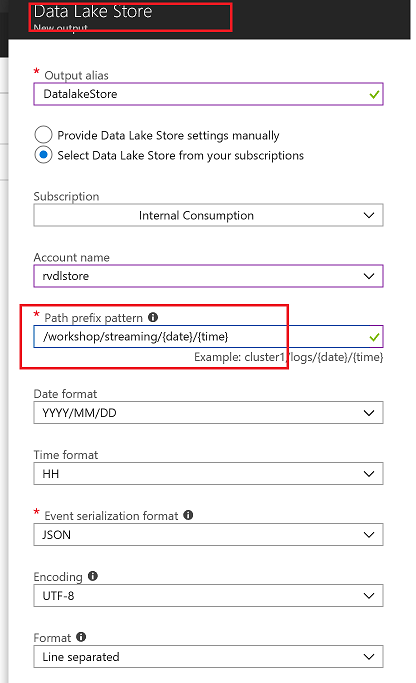 Data Lake Store
New output
* Output alias
DatalakeStore
Provide Data Lake Store settings manually
Select Data Lake Store from your subscriptions
Subscription
Internal Consumption
Account name
rvdlstore
* Path prefix pattern
/workshop/streaming/{date}/{time}
Example: cluster1/logs/{date}/{time}
Date format
YYYY/MM/DD
Time format
HH
* Event serialization format
JSON
Encoding
UTF-8
Format
Line separated